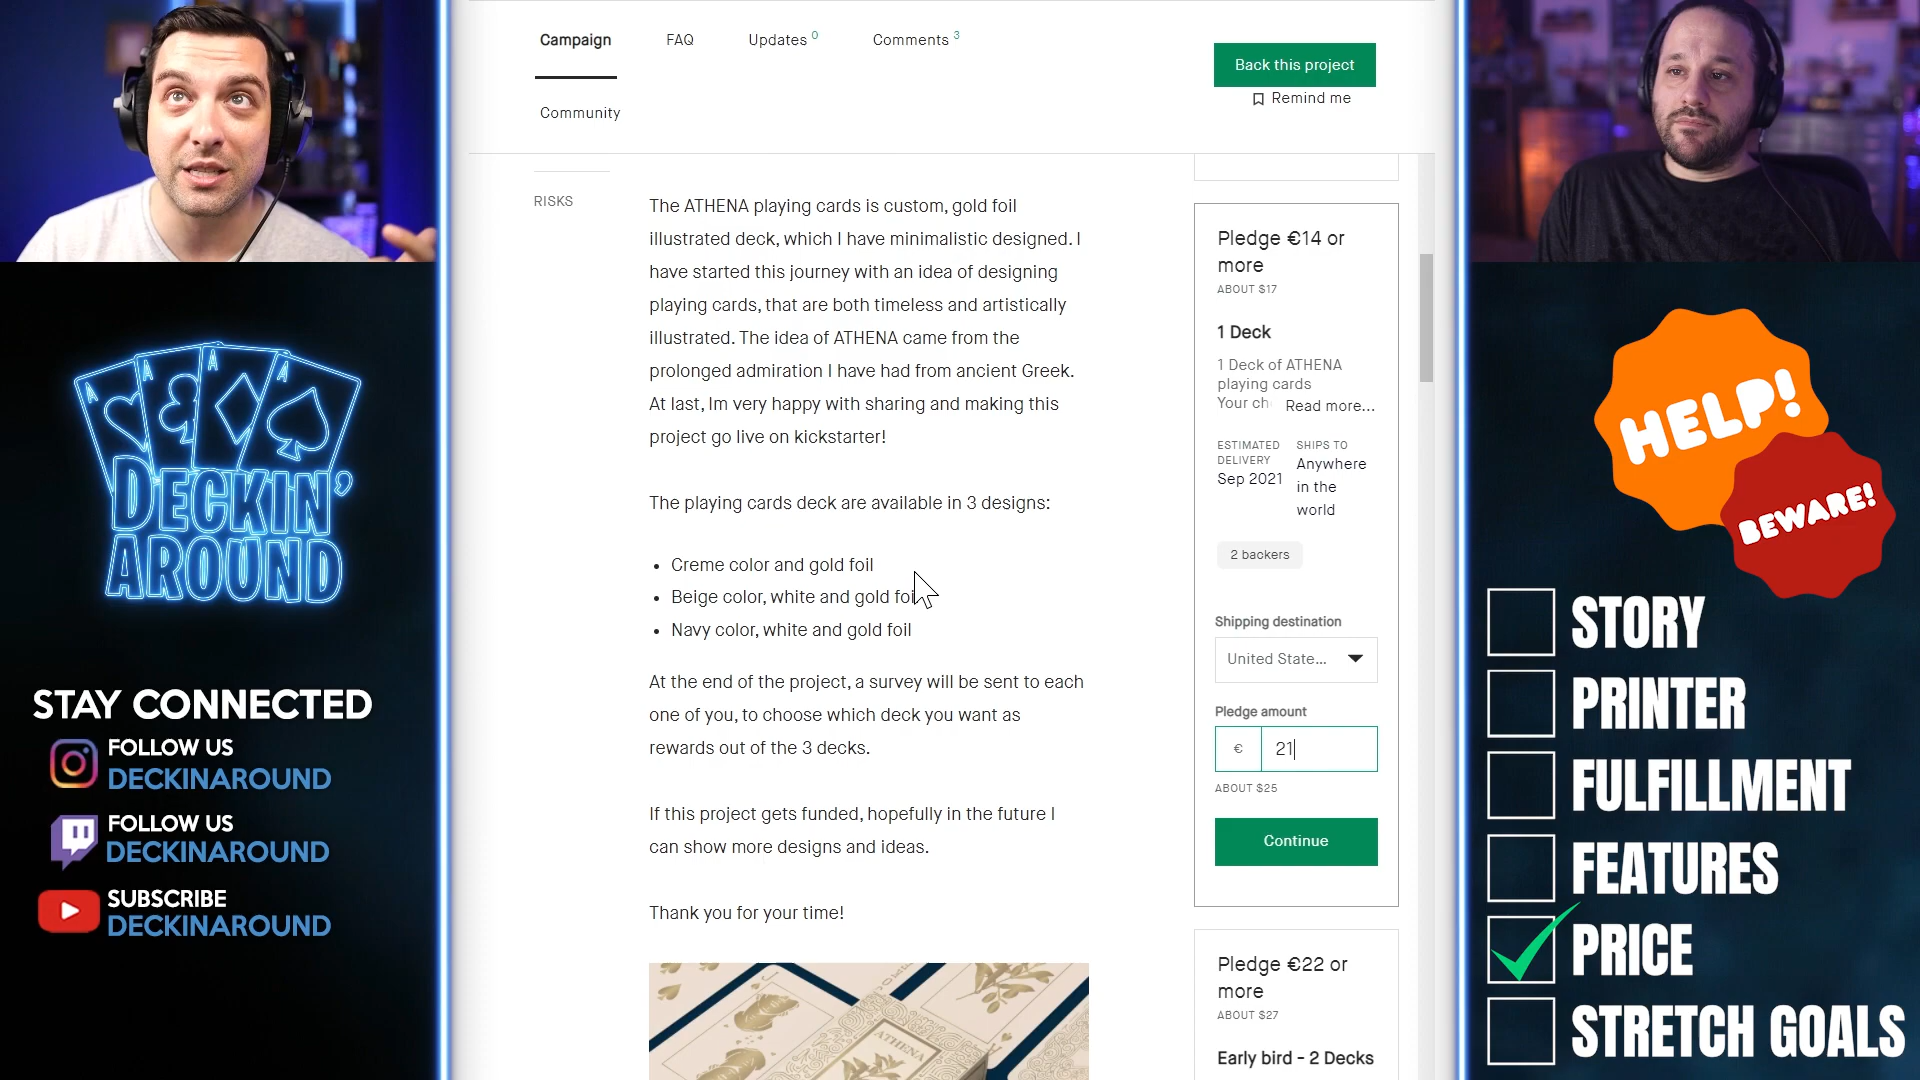 Campaign
FAQ
Updates 0
Comments 3
Community
Back this project
Remind me
RISKS
The ATHENA playing cards is custom, gold foil
illustrated deck, which I have minimalistic designed. I
have started this journey with an idea of designing
playing cards, that are both timeless and artistically
illustrated. The idea of ATHENA came from the
prolonged admiration I have had from ancient Greek.
At last, Im very happy with sharing and making this
project go live on kickstarter!
The playing cards deck are available in 3 designs:
• Creme color and gold foil
• Beige color, white and gold foil
• Navy color, white and gold foil
At the end of the project, a survey will be sent to each
one of you, to choose which deck you want as
rewards out of the 3 decks.
If this project gets funded, hopefully in the future I
can show more designs and ideas.
Thank you for your time!
ATHENA
Pledge €14 or
more
ABOUT $17
1 Deck
1 Deck of ATHENA
playing cards
Your ch Read more...
ESTIMATED
DELIVERY
Sep 2021
SHIPS TO
Anywhere
in the
world
2 backers
Shipping destination
United State...
Pledge amount
€ 21
ABOUT $25
Continue
Pledge €22 or
more
ABOUT $27
Early bird - 2 Decks
A A A A
DECKIN'
AROUND
STAY CONNECTED
FOLLOW US
DECKINAROUND
FOLLOW US
DECKINAROUND
SUBSCRIBE
DECKINAROUND
HELP!
BEWARE!
STORY
PRINTER
FULFILLMENT
FEATURES
PRICE
STRETCH GOALS